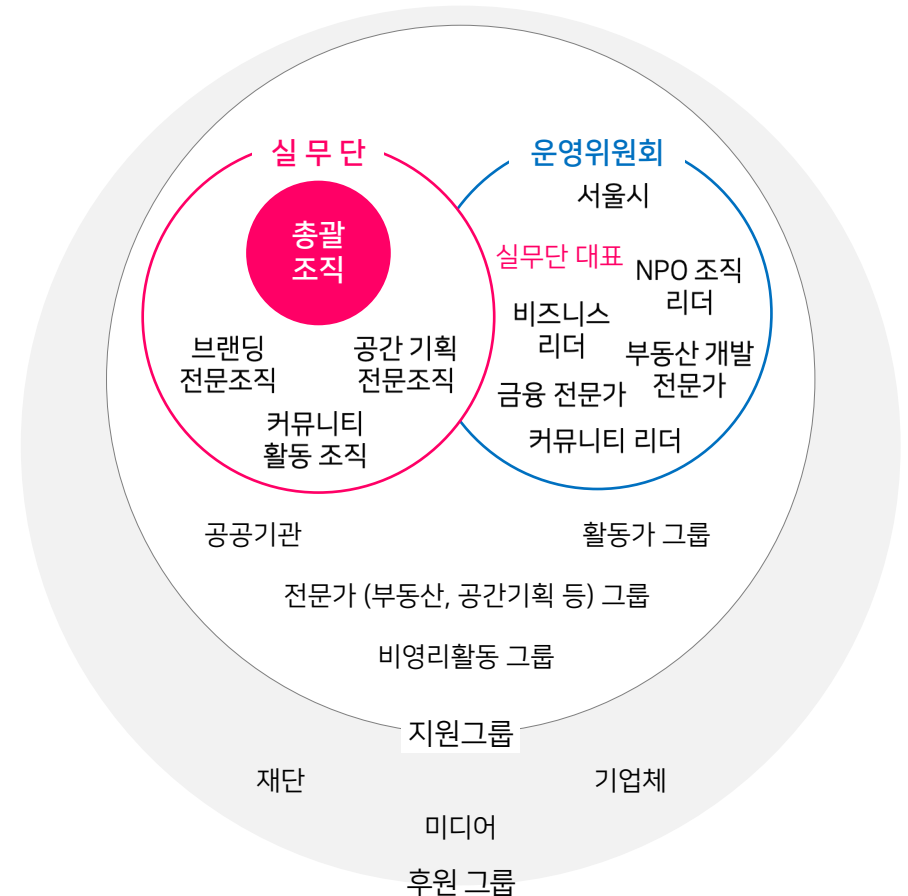 실 무 단
총괄
조직
브랜딩
전문조직
공간 기획
전문조직
커뮤니티
활동 조직
운영위원회
서울시
실무단 대표
NPO 조직
리더
비즈니스
리더
부동산 개발
전문가
금융 전문가
커뮤니티 리더
공공기관
활동가 그룹
전문가 (부동산, 공간기획 등) 그룹
비영리활동 그룹
지원그룹
재단
기업체
미디어
후원 그룹